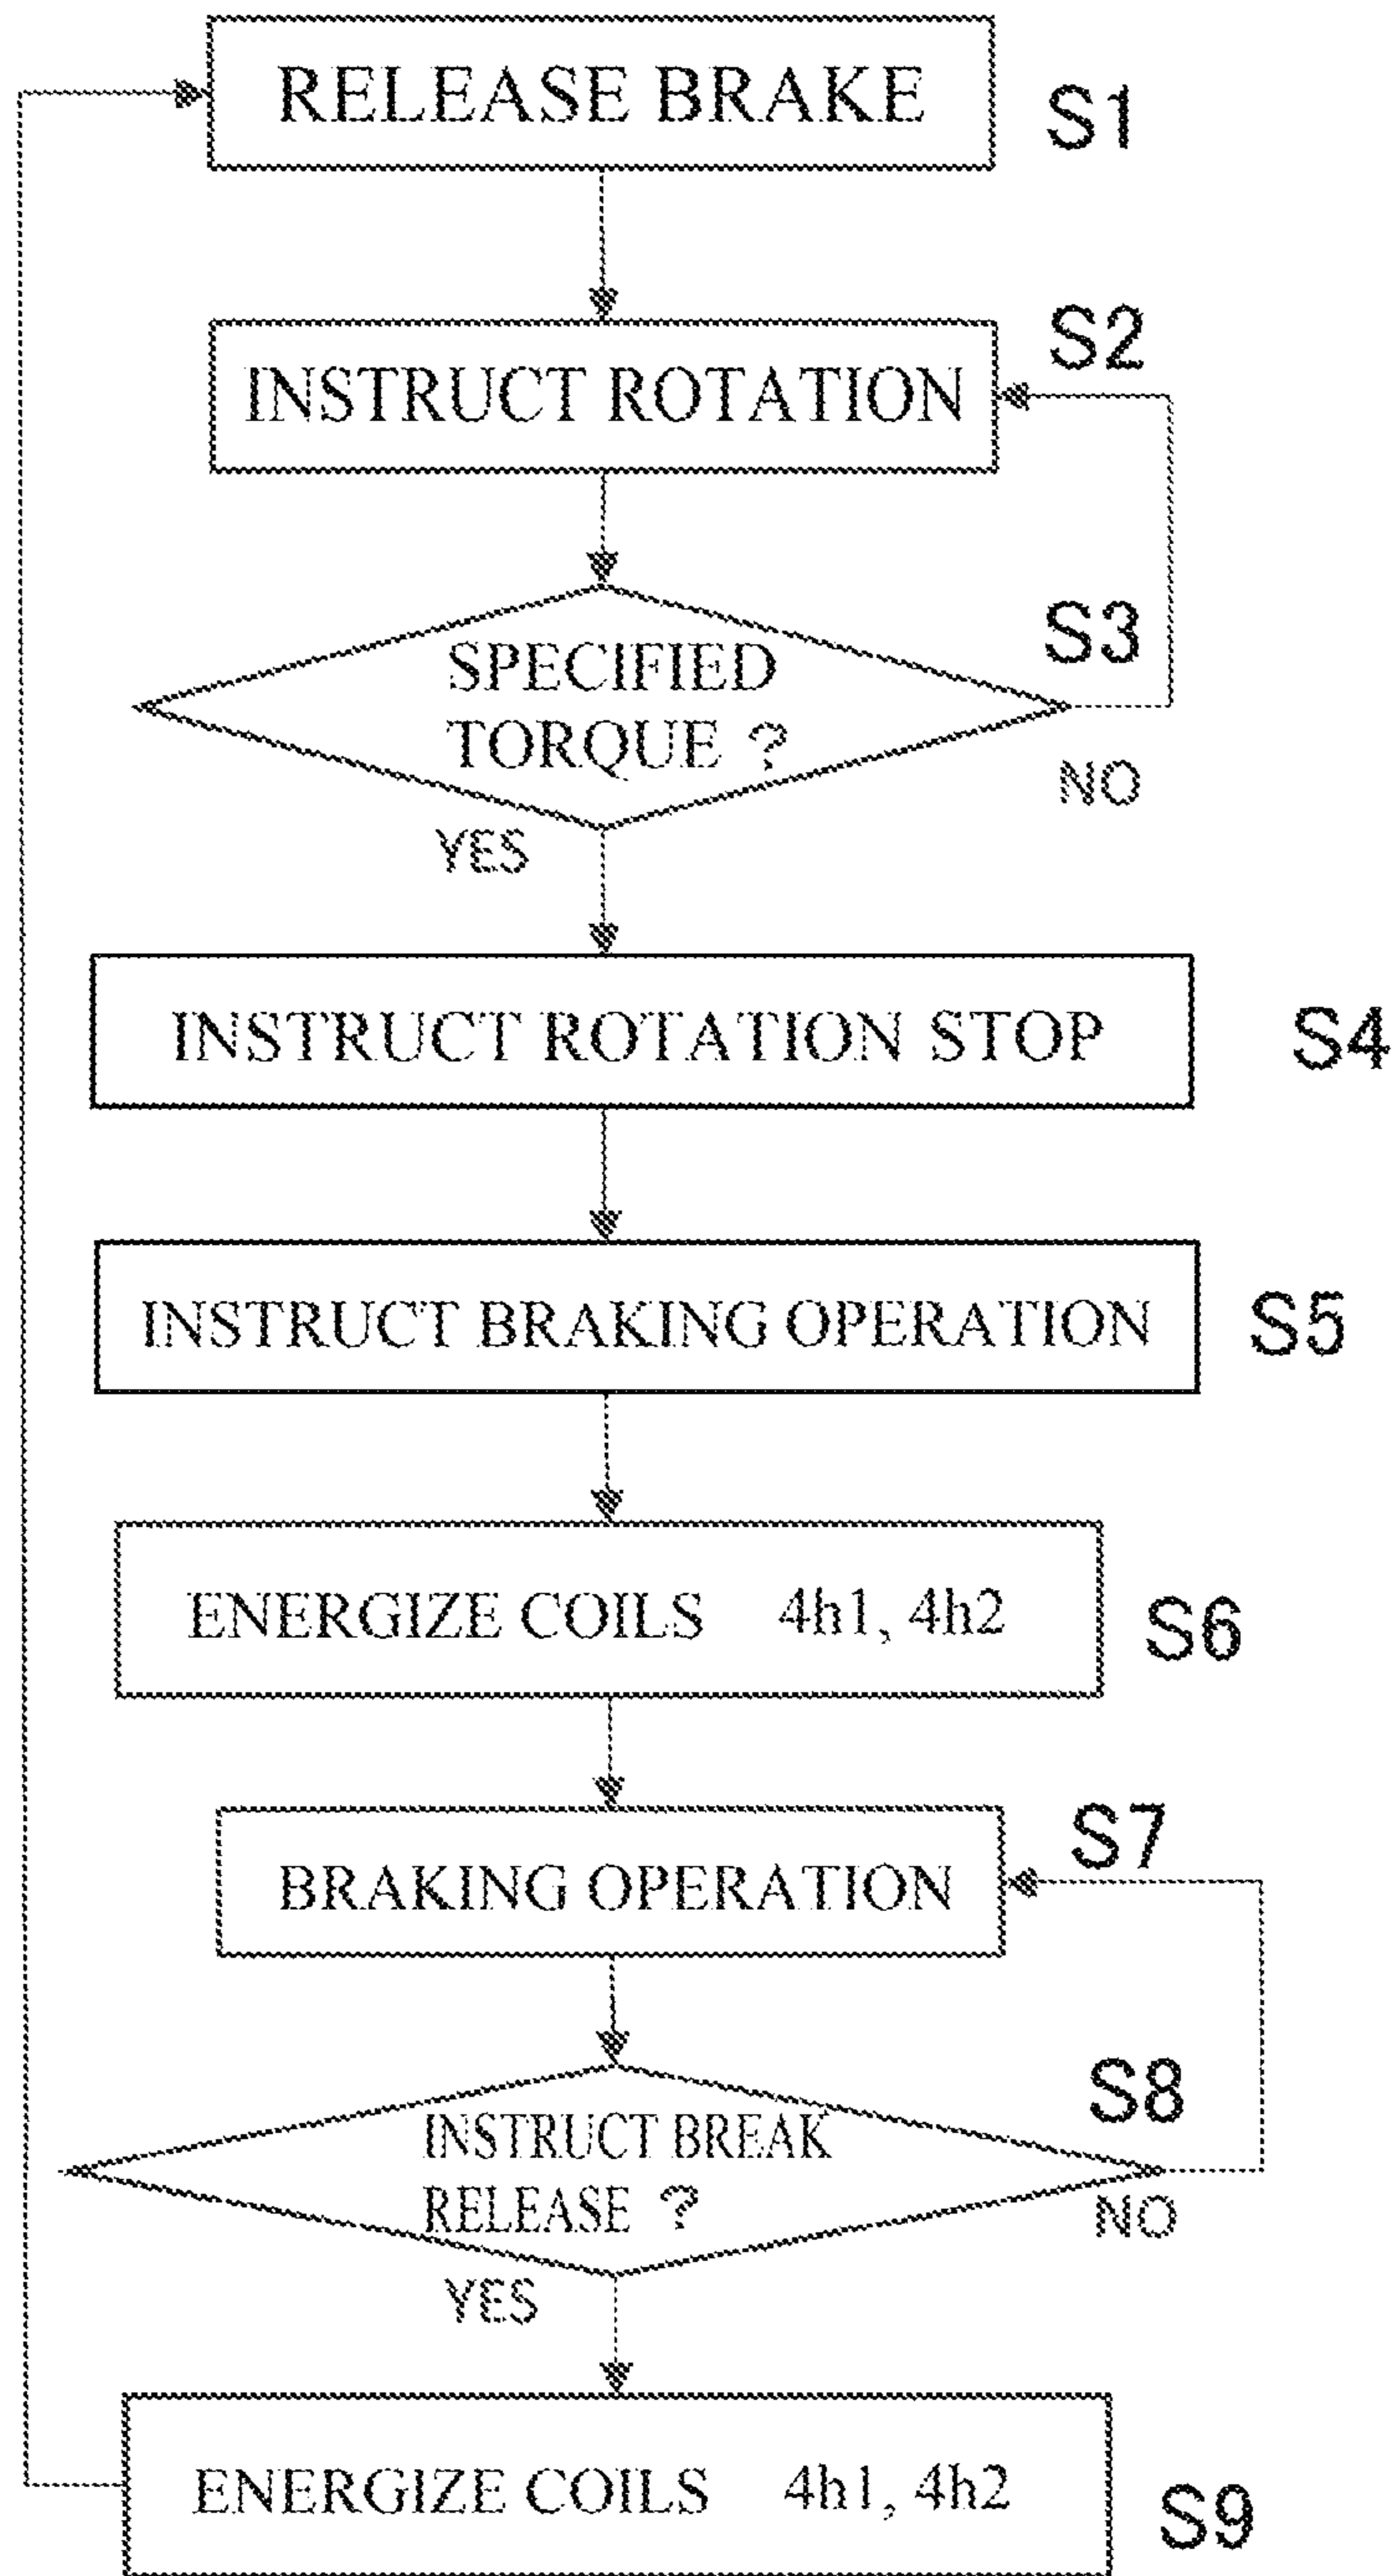 RELEASE BRAKE
S1
S2
INSTRUCT ROTATION
S3
SPECIFIED
TORQUE ?
NO
YES
INSTRUCT ROTATION STOP
S4
INSTRUCT BRAKING OPERATION
S5
ENERGIZE COILS 4h1, 4h2
S6
S7
BRAKING OPERATION
S8
INSTRUCT BREAK
RELEASE ?
NO
YES
ENERGIZE COILS 4h1, 4h2
S9